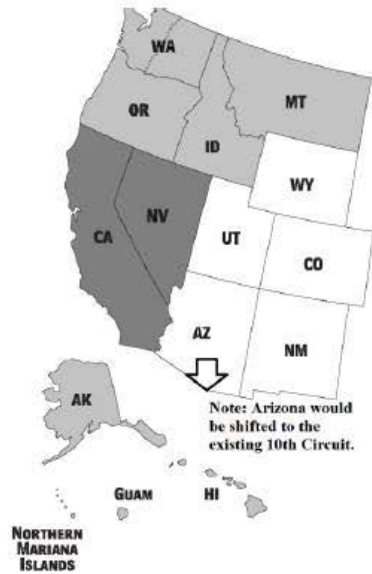 WA
OR
MT
ID
WY
NV
CA
UT
CO
AZ
NM
Note: Arizona would
be shifted to the
existing 10th Circuit.
AK
GUAM
HI
NORTHERN
MARIANA
ISLANDS